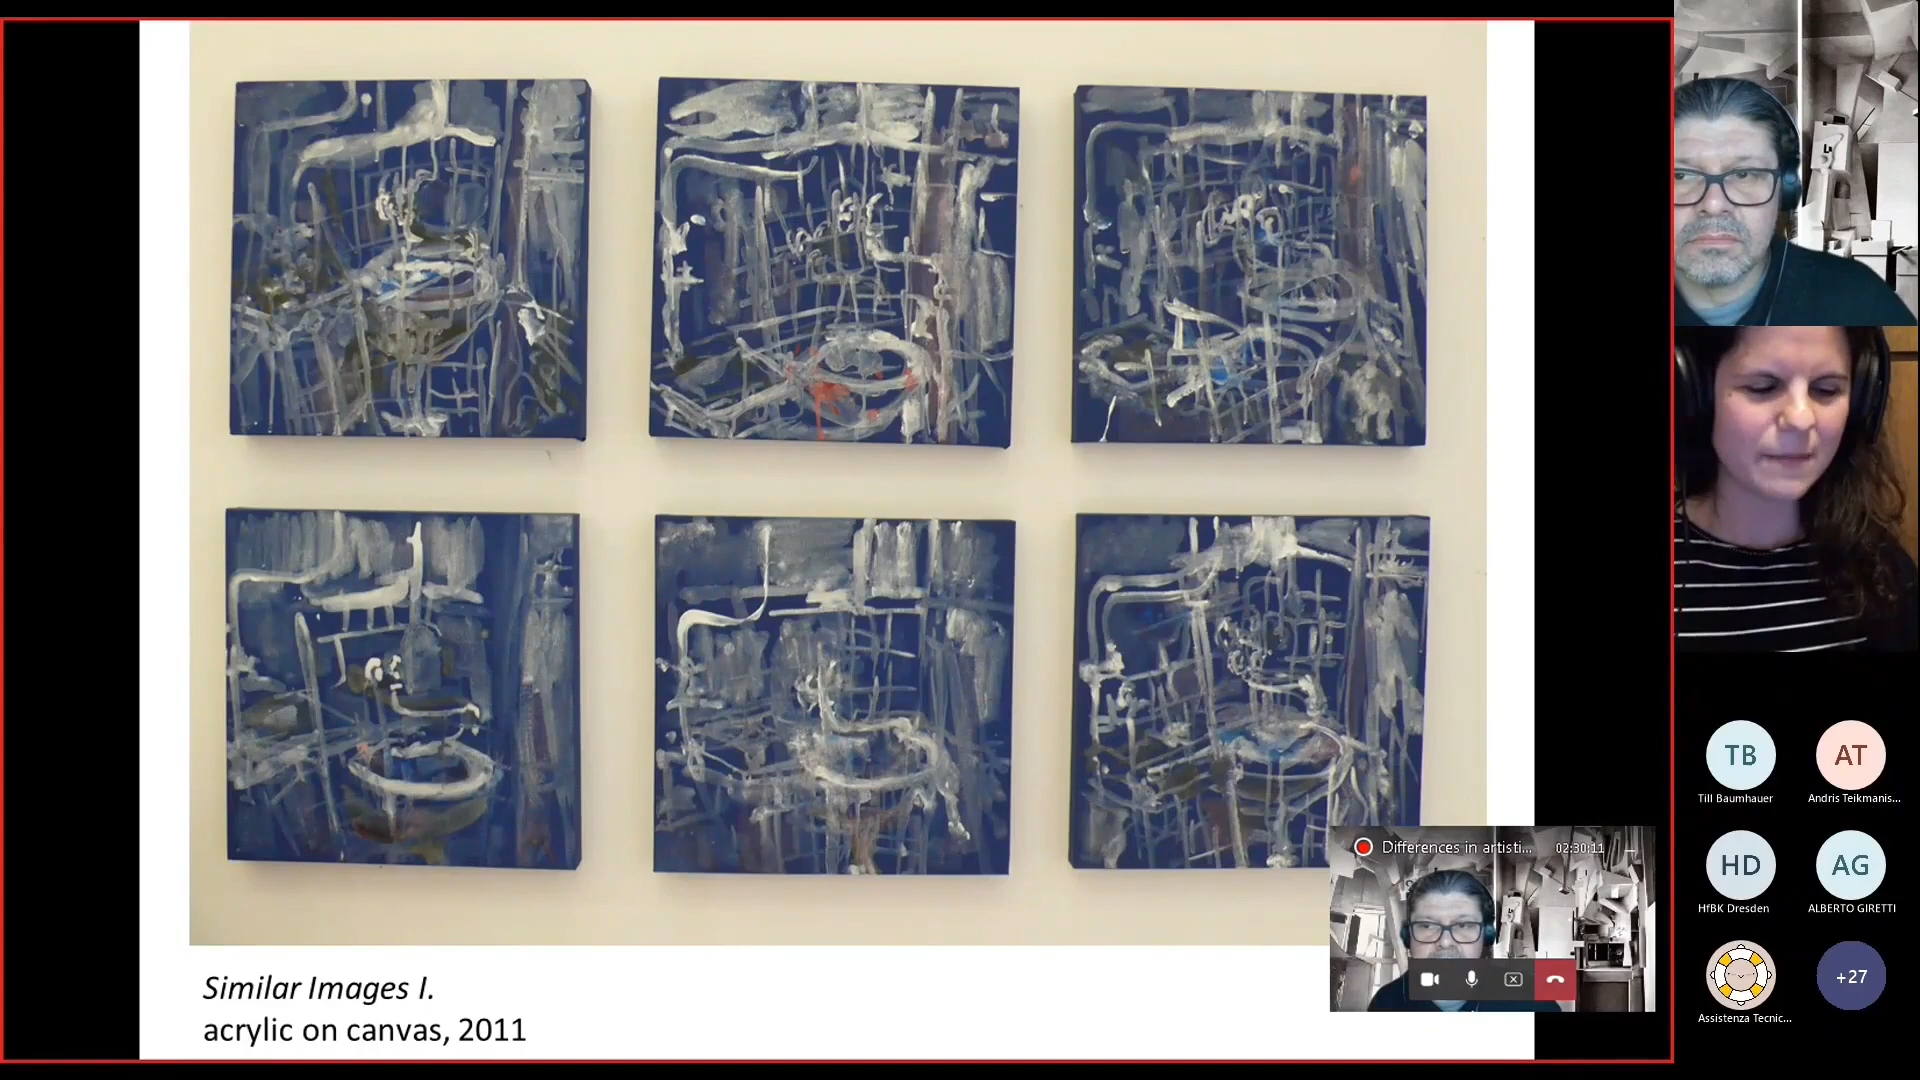 Similar Images I.
acrylic on canvas, 2011
Differences in artisti...
02:30:11
TB
Till Baumhauer
AT
Andris Teikmanis...
HD
HfBK Dresden
AG
ALBERTO GIRETTI
Assistenza Tecnic...
+27